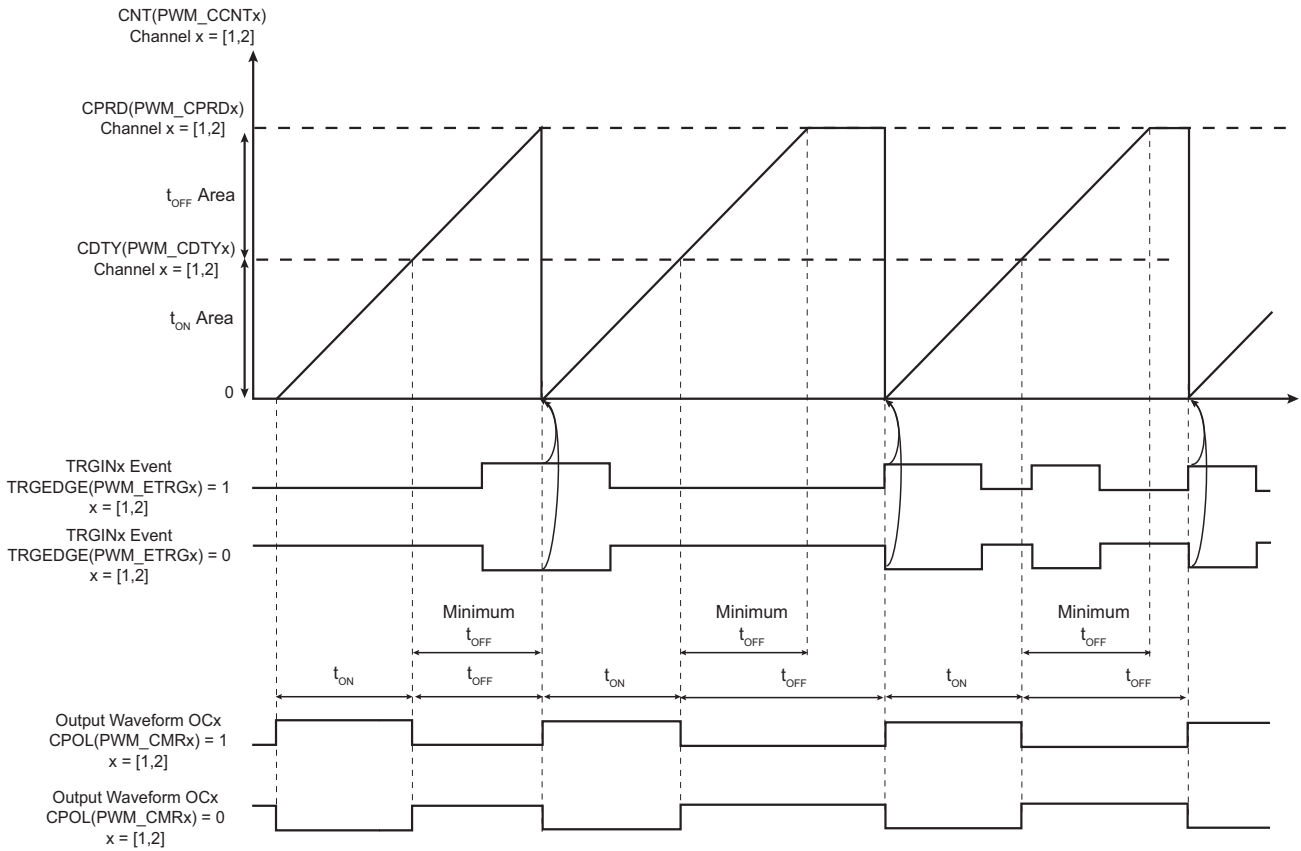 CNT(PWM_CCNTx)
Channel x = [1,2]
CPRD(PWM_CPRDx)
Channel x = [1,2]
tOFF Area
CDTY(PWM_CDTYx)
Channel x = [1,2]
tON Area
0
TRGINx Event
TRGEDGE(PWM_ETRGx) = 1
x = [1,2]
TRGINx Event
TRGEDGE(PWM_ETRGx) = 0
x = [1,2]
Minimum
tOFF
Minimum
tOFF
Minimum
tOFF
tON
tOFF
tON
tOFF
tON
tOFF
Output Waveform OCx
CPOL(PWM_CMRx) = 1
x = [1,2]
Output Waveform OCx
CPOL(PWM_CMRx) = 0
x = [1,2]